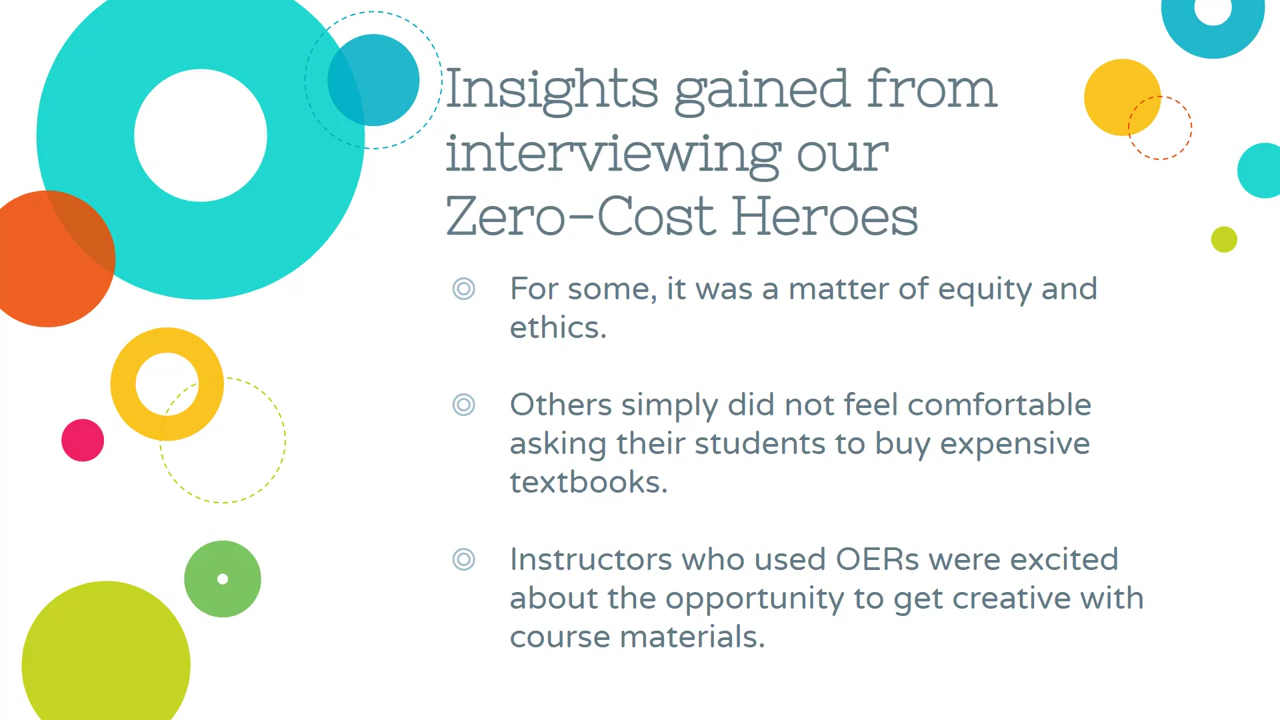 Insights gained from
interviewing our
Zero-Cost Heroes
For some, it was a matter of equity and
ethics.
Others simply did not feel comfortable
asking their students to buy expensive
textbooks.
Instructors who used OERs were excited
about the opportunity to get creative with
course materials.